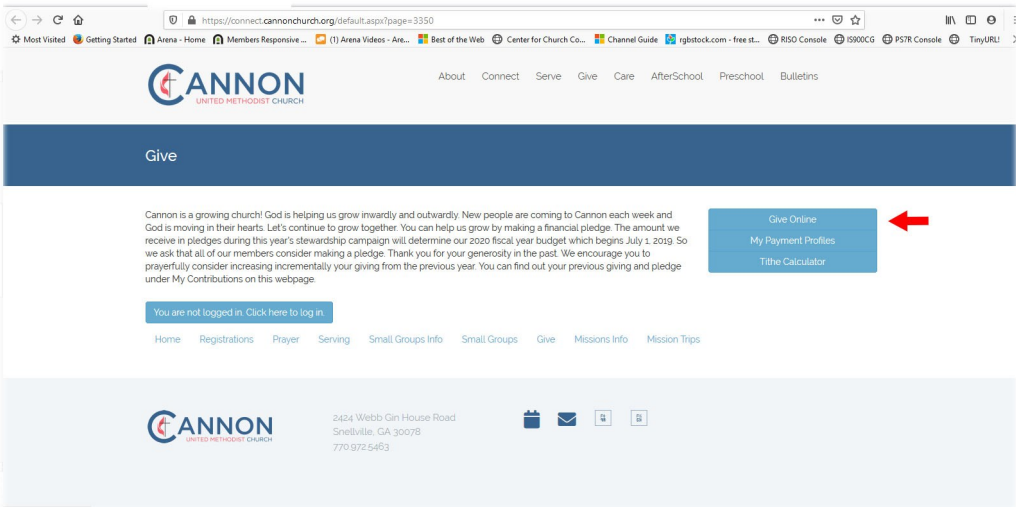 https://connect.cannonchurch.org/default.aspx?page=3350
Most Visited Getting Started Arena - Home Members Responsive ... (1) Arena Videos - Are... Best of the Web Center for Church Co... Channel Guide rgbstock.com - free st... RISO Console IS900CG PS7R Console TinyURL!
CANNON
UNITED METHODIST CHURCH
About Connect Serve Give Care AfterSchool Preschool Bulletins
Give
Cannon is a growing church! God is helping us grow inwardly and outwardly. New people are coming to Cannon each week and
God is moving in their hearts. Let's continue to grow together. You can help us grow by making a financial pledge. The amount we
receive in pledges during this year's stewardship campaign will determine our 2020 fiscal year budget which begins July 1, 2019. So
we ask that all of our members consider making a pledge. Thank you for your generosity in the past. We encourage you to
prayerfully consider increasing incrementally your giving from the previous year. You can find out your previous giving and pledge
under My Contributions on this webpage.
Give Online
My Payment Profiles
Tithe Calculator
You are not logged in. Click here to log in.
Home Registrations Prayer Serving Small Groups Info Small Groups Give Missions Info Mission Trips
CANNON
UNITED METHODIST CHURCH
2424 Webb Gin House Road
Snellville, GA 30078
770.972.5463